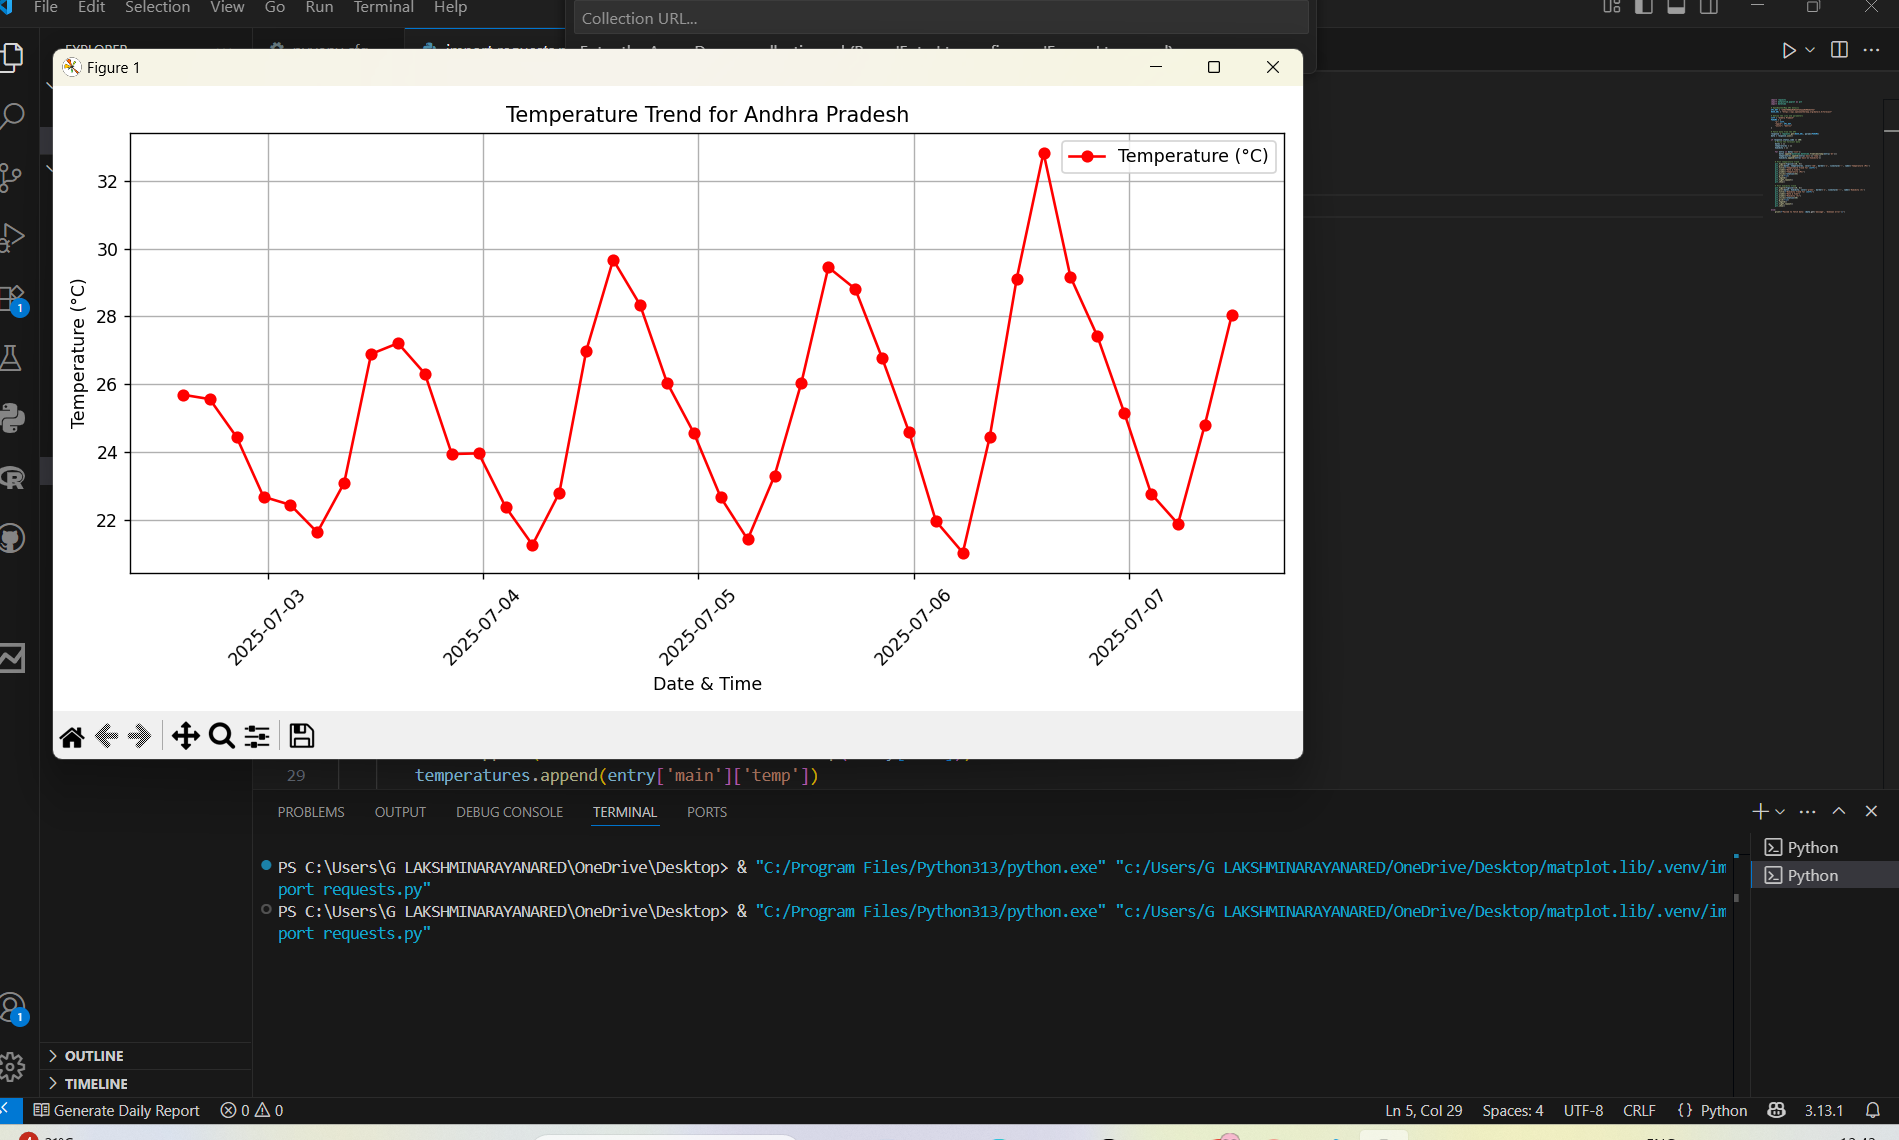 File Edit Selection View Go Run Terminal Help
Collection URL...
Figure 1
Temperature Trend for Andhra Pradesh
Temperature (°C)
32
30
28
26
24
22
Temperature (°C)
2025-07-03
2025-07-04
2025-07-05
2025-07-06
2025-07-07
Date & Time
29 temperatures.append(entry['main']['temp'])
PROBLEMS OUTPUT DEBUG CONSOLE TERMINAL PORTS
PS C:\Users\G LAKSHMINARAYANARED\OneDrive\Desktop> & "C:/Program Files/Python313/python.exe" "c:/Users/G LAKSHMINARAYANARED/OneDrive/Desktop/matplot.lib/.venv/im
port requests.py"
PS C:\Users\G LAKSHMINARAYANARED\OneDrive\Desktop> & "C:/Program Files/Python313/python.exe" "c:/Users/G LAKSHMINARAYANARED/OneDrive/Desktop/matplot.lib/.venv/im
port requests.py"
Python
Python
1
1
OUTLINE
TIMELINE
Generate Daily Report 0 0
Ln 5, Col 29 Spaces: 4 UTF-8 CRLF {} Python 3.13.1